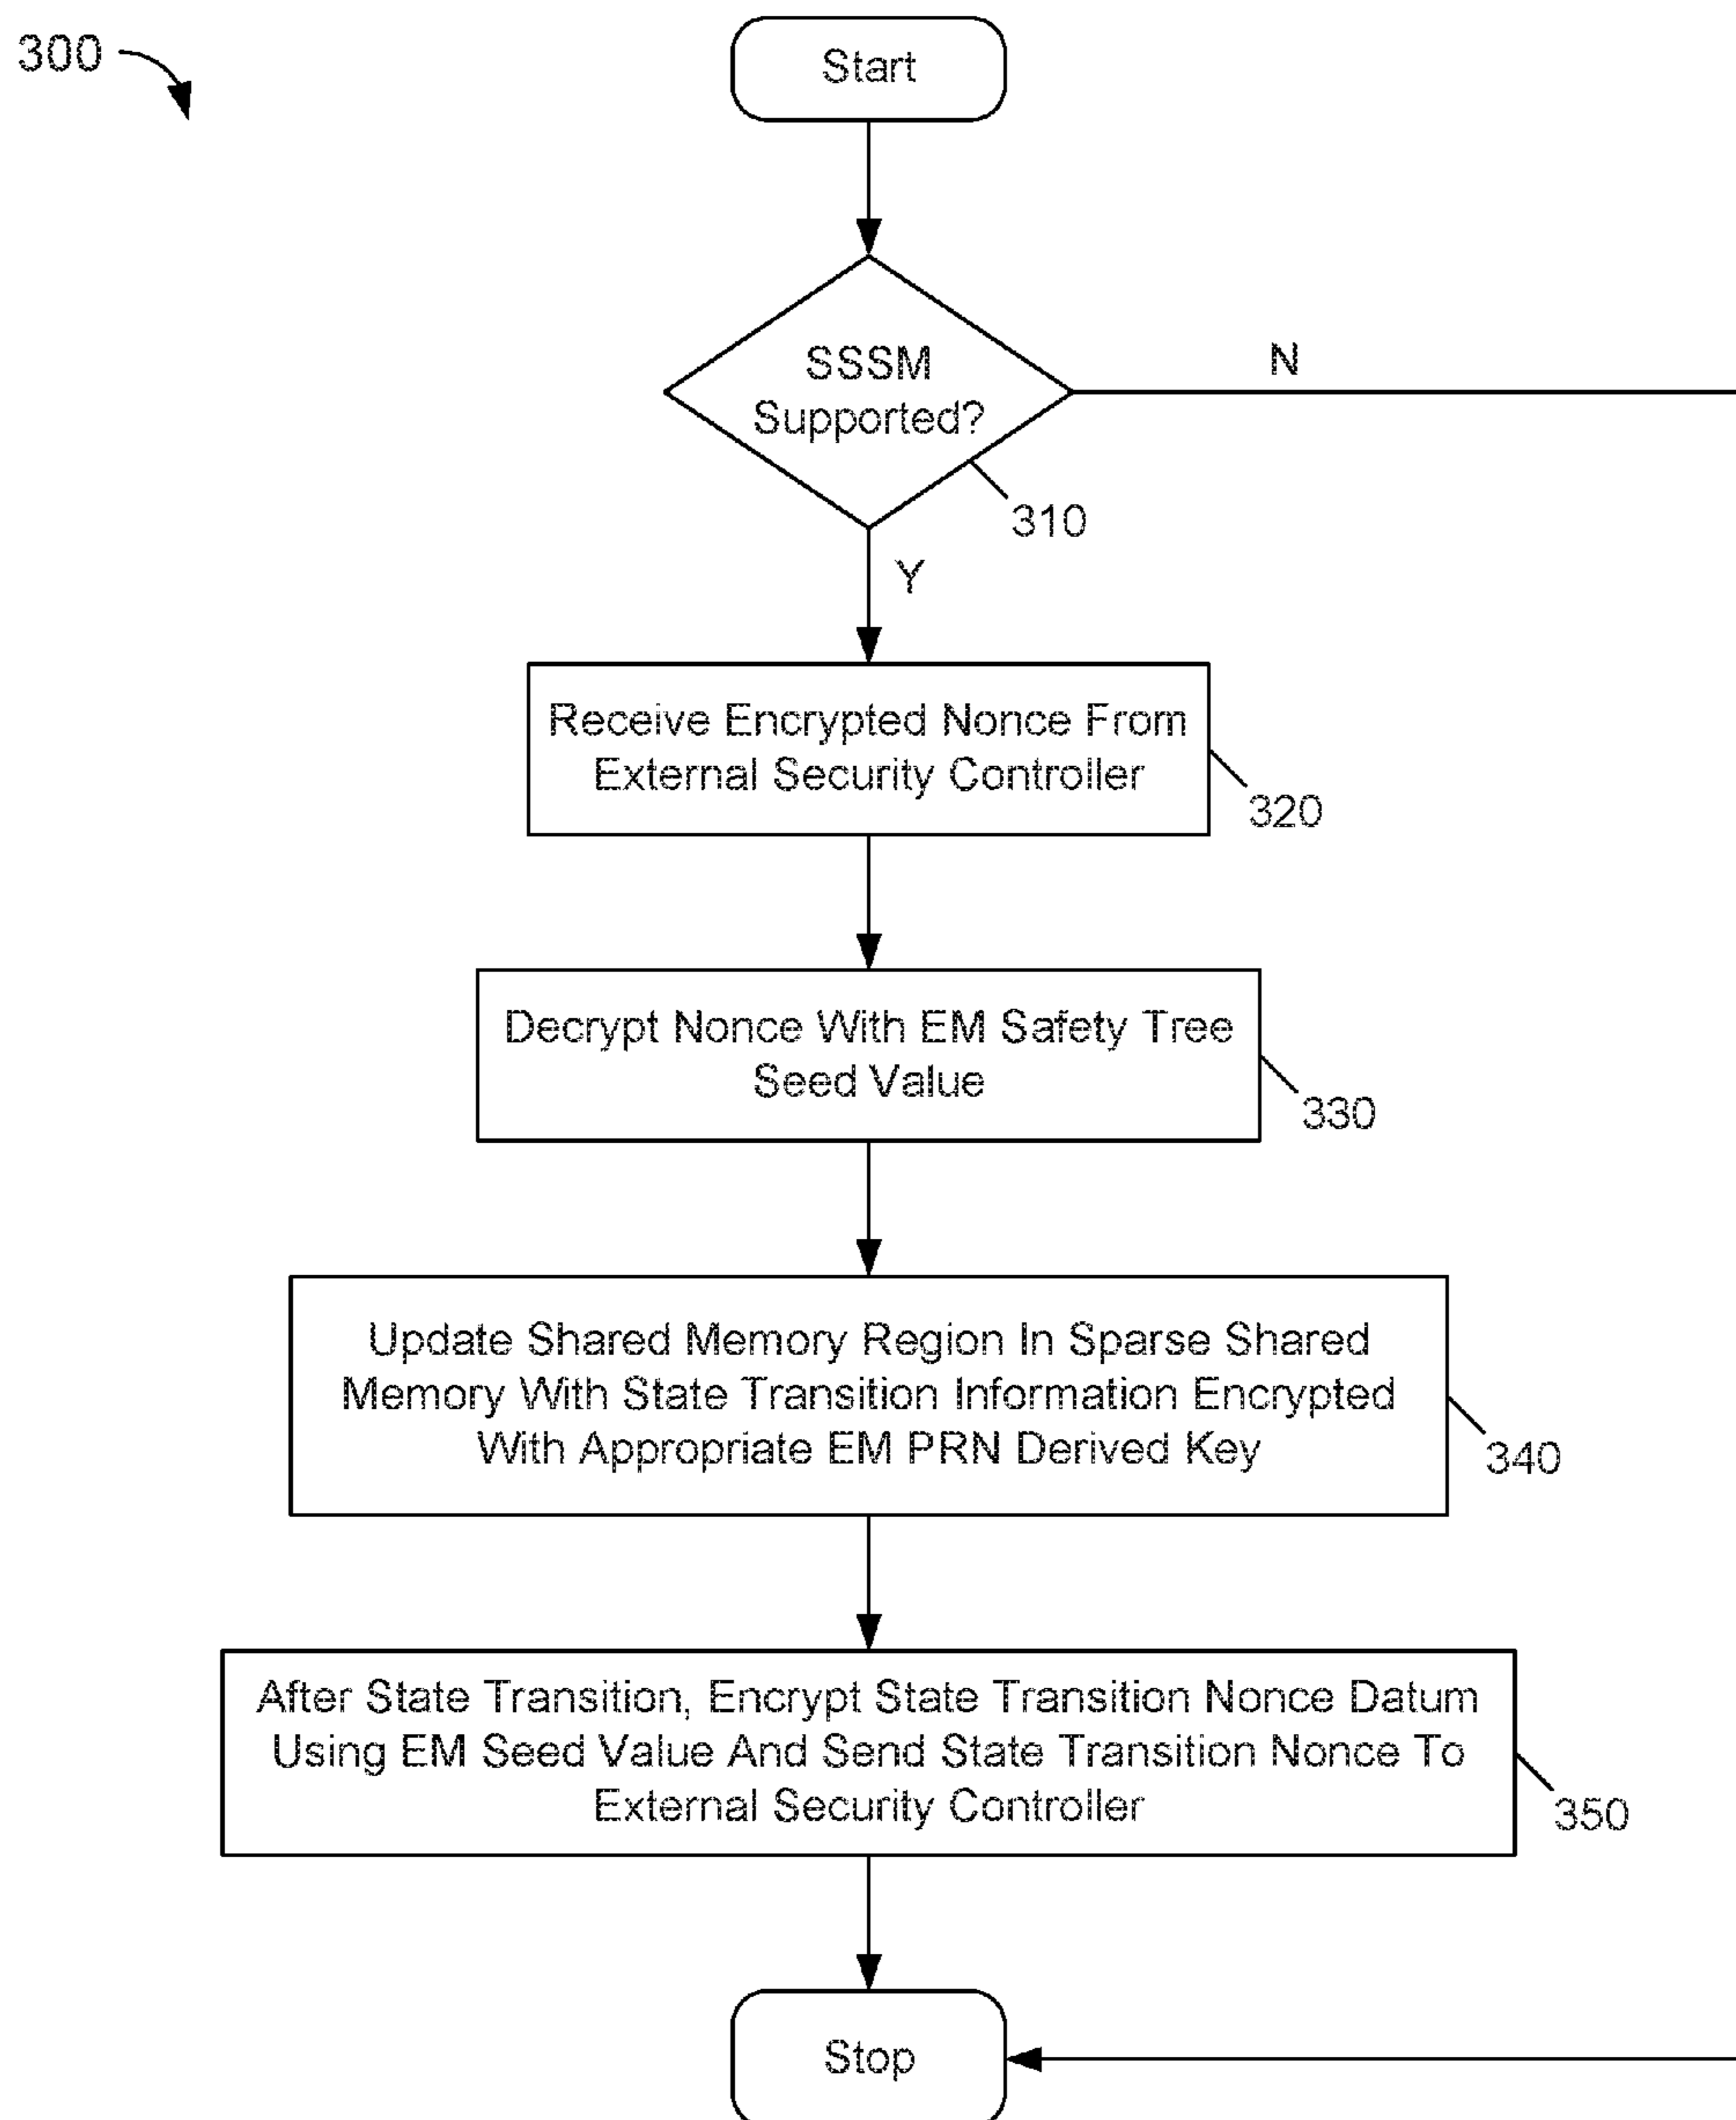 300
Start
SSSM
Supported?
N
310
Y
Receive Encrypted Nonce From
External Security Controller
320
Decrypt Nonce With EM Safety Tree
Seed Value
330
Update Shared Memory Region In Sparse Shared
Memory With State Transition Information Encrypted
With Appropriate EM PRN Derived Key
340
After State Transition, Encrypt State Transition Nonce Datum
Using EM Seed Value And Send State Transition Nonce To
External Security Controller
350
Stop